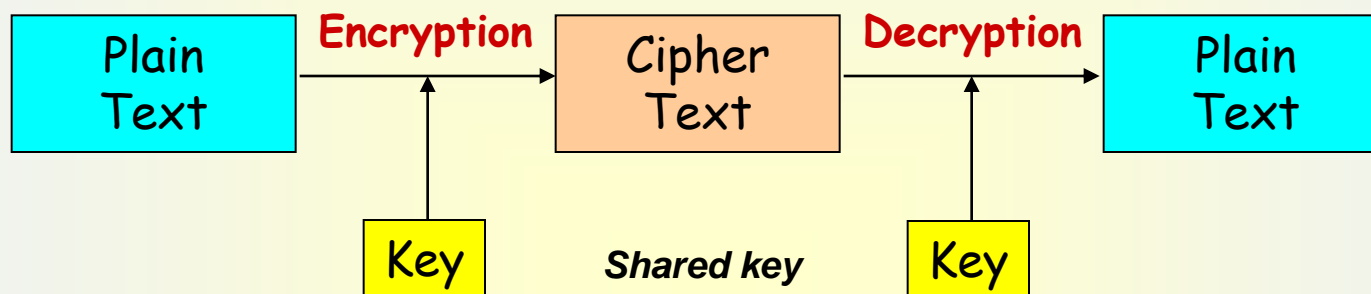 Encryption
Decryption
Plain
Text
Cipher
Text
Plain
Text
Key
Shared key
Key